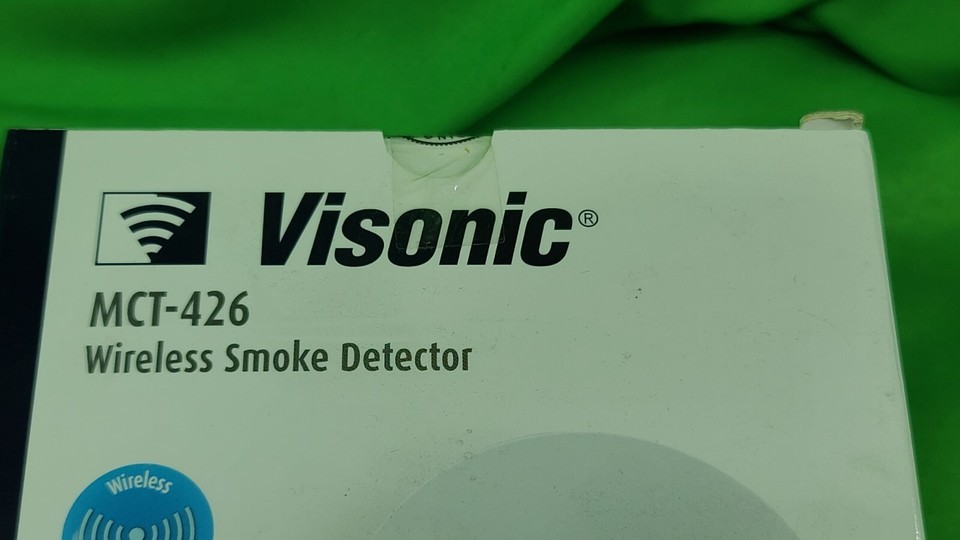 Visonic®
MCT-426
Wireless Smoke Detector
Wireless